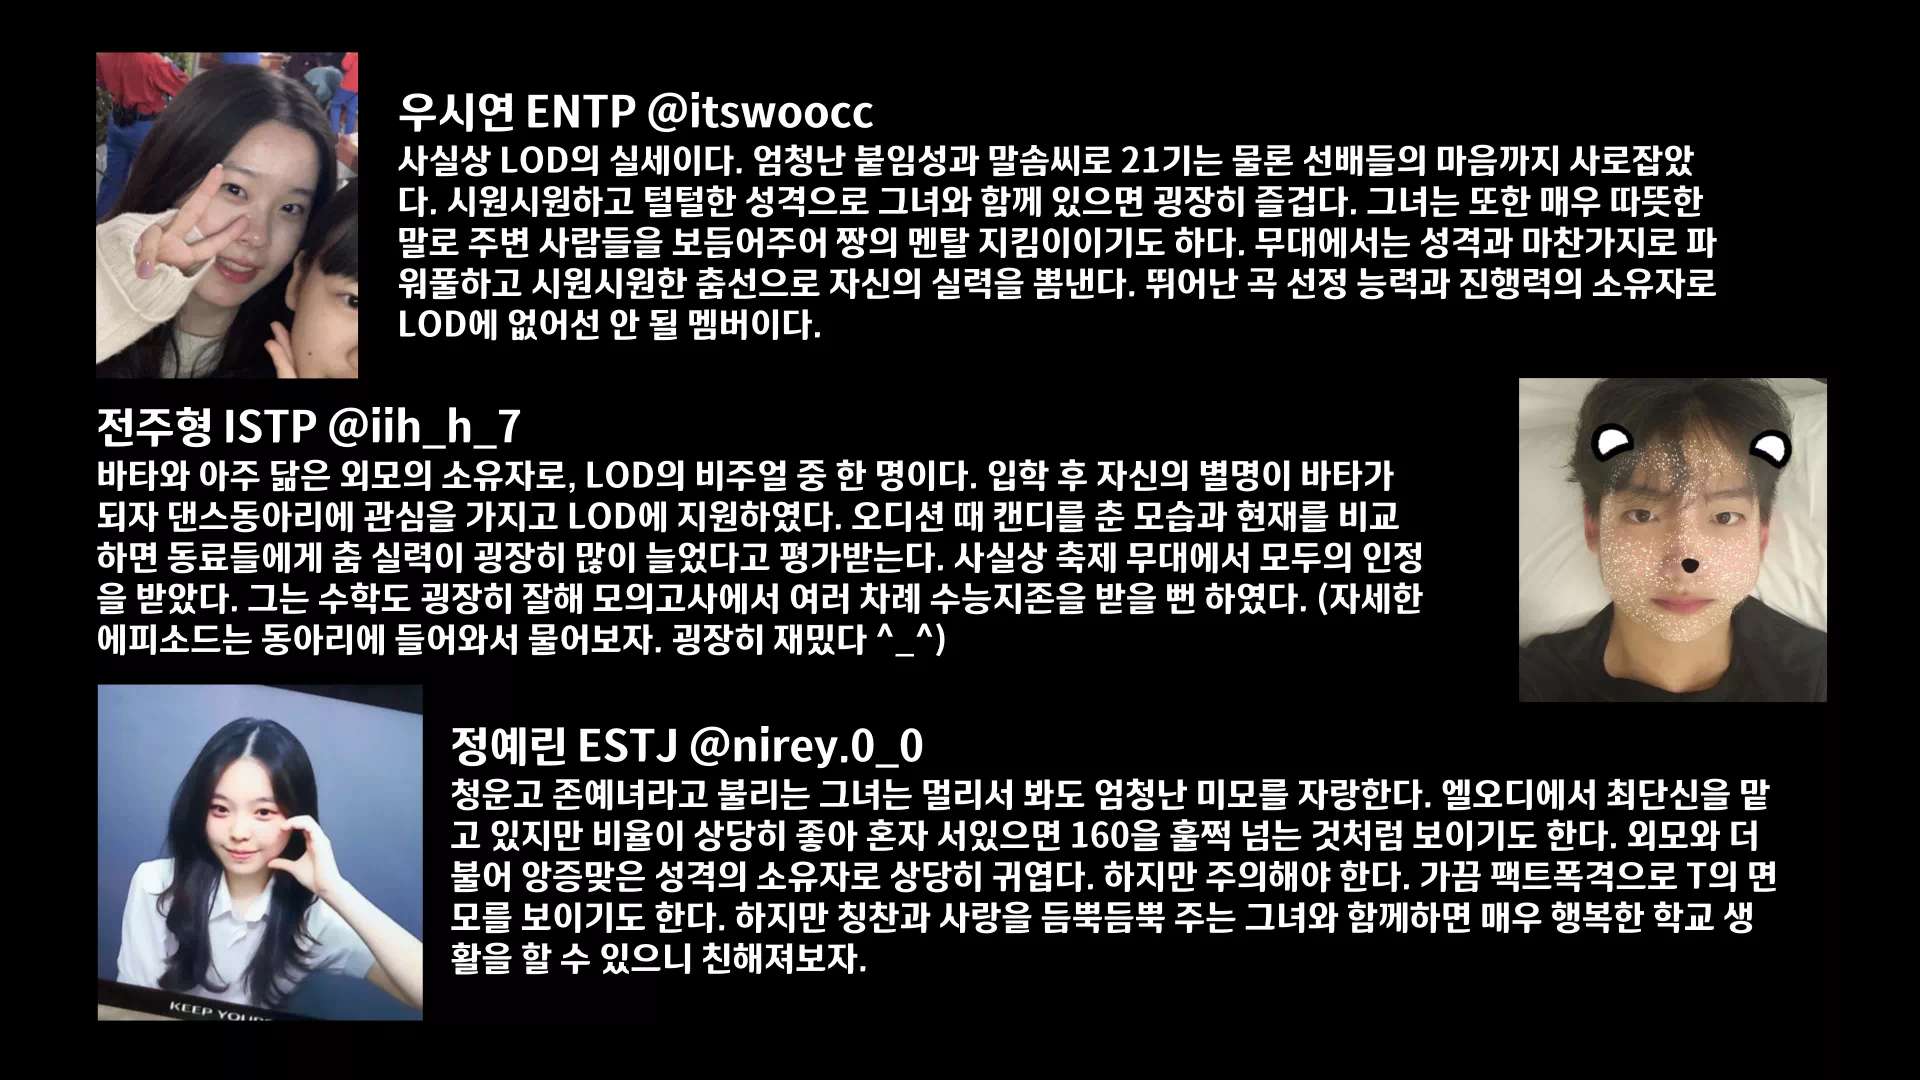 우시연 ENTP @itswoocc
사실상 LOD의 실세이다. 엄청난 붙임성과 말솜씨로 21기는 물론 선배들의 마음까지 사로잡았
다. 시원시원하고 털털한 성격으로 그녀와 함께 있으면 굉장히 즐겁다. 그녀는 또한 매우 따뜻한
말로 주변 사람들을 보듬어주어 짱의 멘탈 지킴이이기도 하다. 무대에서는 성격과 마찬가지로 파
워풀하고 시원시원한 춤선으로 자신의 실력을 뽐낸다. 뛰어난 곡 선정 능력과 진행력의 소유자로
LOD에 없어선 안 될 멤버이다.
전주형 ISTP @iih_h_7
바타와 아주 닮은 외모의 소유자로, LOD의 비주얼 중 한 명이다. 입학 후 자신의 별명이 바타가
되자 댄스동아리에 관심을 가지고 LOD에 지원하였다. 오디션 때 캔디를 춘 모습과 현재를 비교
하면 동료들에게 춤 실력이 굉장히 많이 늘었다고 평가받는다. 사실상 축제 무대에서 모두의 인정
을 받았다. 그는 수학도 굉장히 잘해 모의고사에서 여러 차례 수능지존을 받을 뻔 하였다. (자세한
에피소드는 동아리에 들어와서 물어보자. 굉장히 재밌다 ^_^)
정예린 ESTJ @nirey.0_0
청운고 존예녀라고 불리는 그녀는 멀리서 봐도 엄청난 미모를 자랑한다. 엘오디에서 최단신을 맡
고 있지만 비율이 상당히 좋아 혼자 서있으면 160을 훌쩍 넘는 것처럼 보이기도 한다. 외모와 더
불어 앙증맞은 성격의 소유자로 상당히 귀엽다. 하지만 주의해야 한다. 가끔 팩트폭격으로 T의 면
모를 보이기도 한다. 하지만 칭찬과 사랑을 듬뿍듬뿍 주는 그녀와 함께하면 매우 행복한 학교 생
활을 할 수 있으니 친해져보자.
KEEP